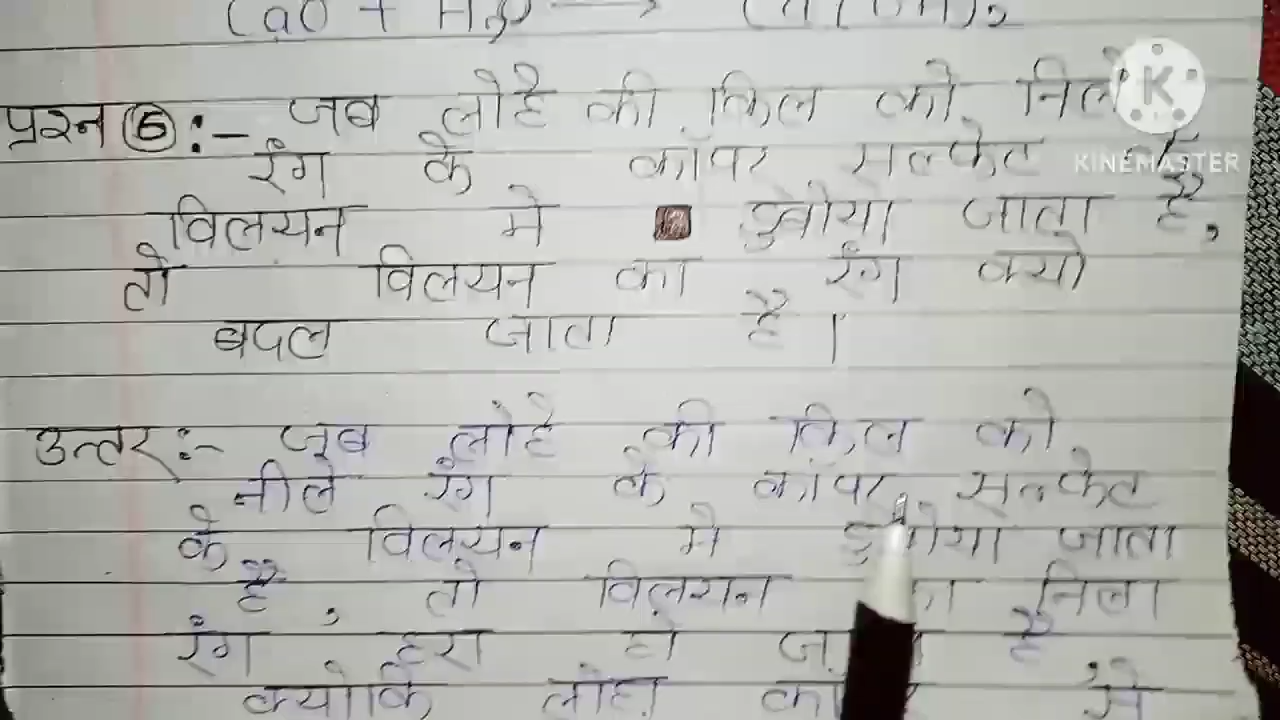 CaO + H₂O → Ca(OH)₂
प्रश्न ⑥:- जब लोहे की किल को निले
KINEMASTER
रंग के कॉपर सल्फेट के
विलयन मे डुबोया जाता है,
तो विलयन का रंग क्यो
बदल जाता है ।
उत्तर:- जब लोहे की किल को
नीले रंग के कॉपर सल्फेट
के विलयन मे डुबोया जाता
है, तो विलयन का निला
रंग हरा हो जाता है,
क्योकि लोहा कॉपर से